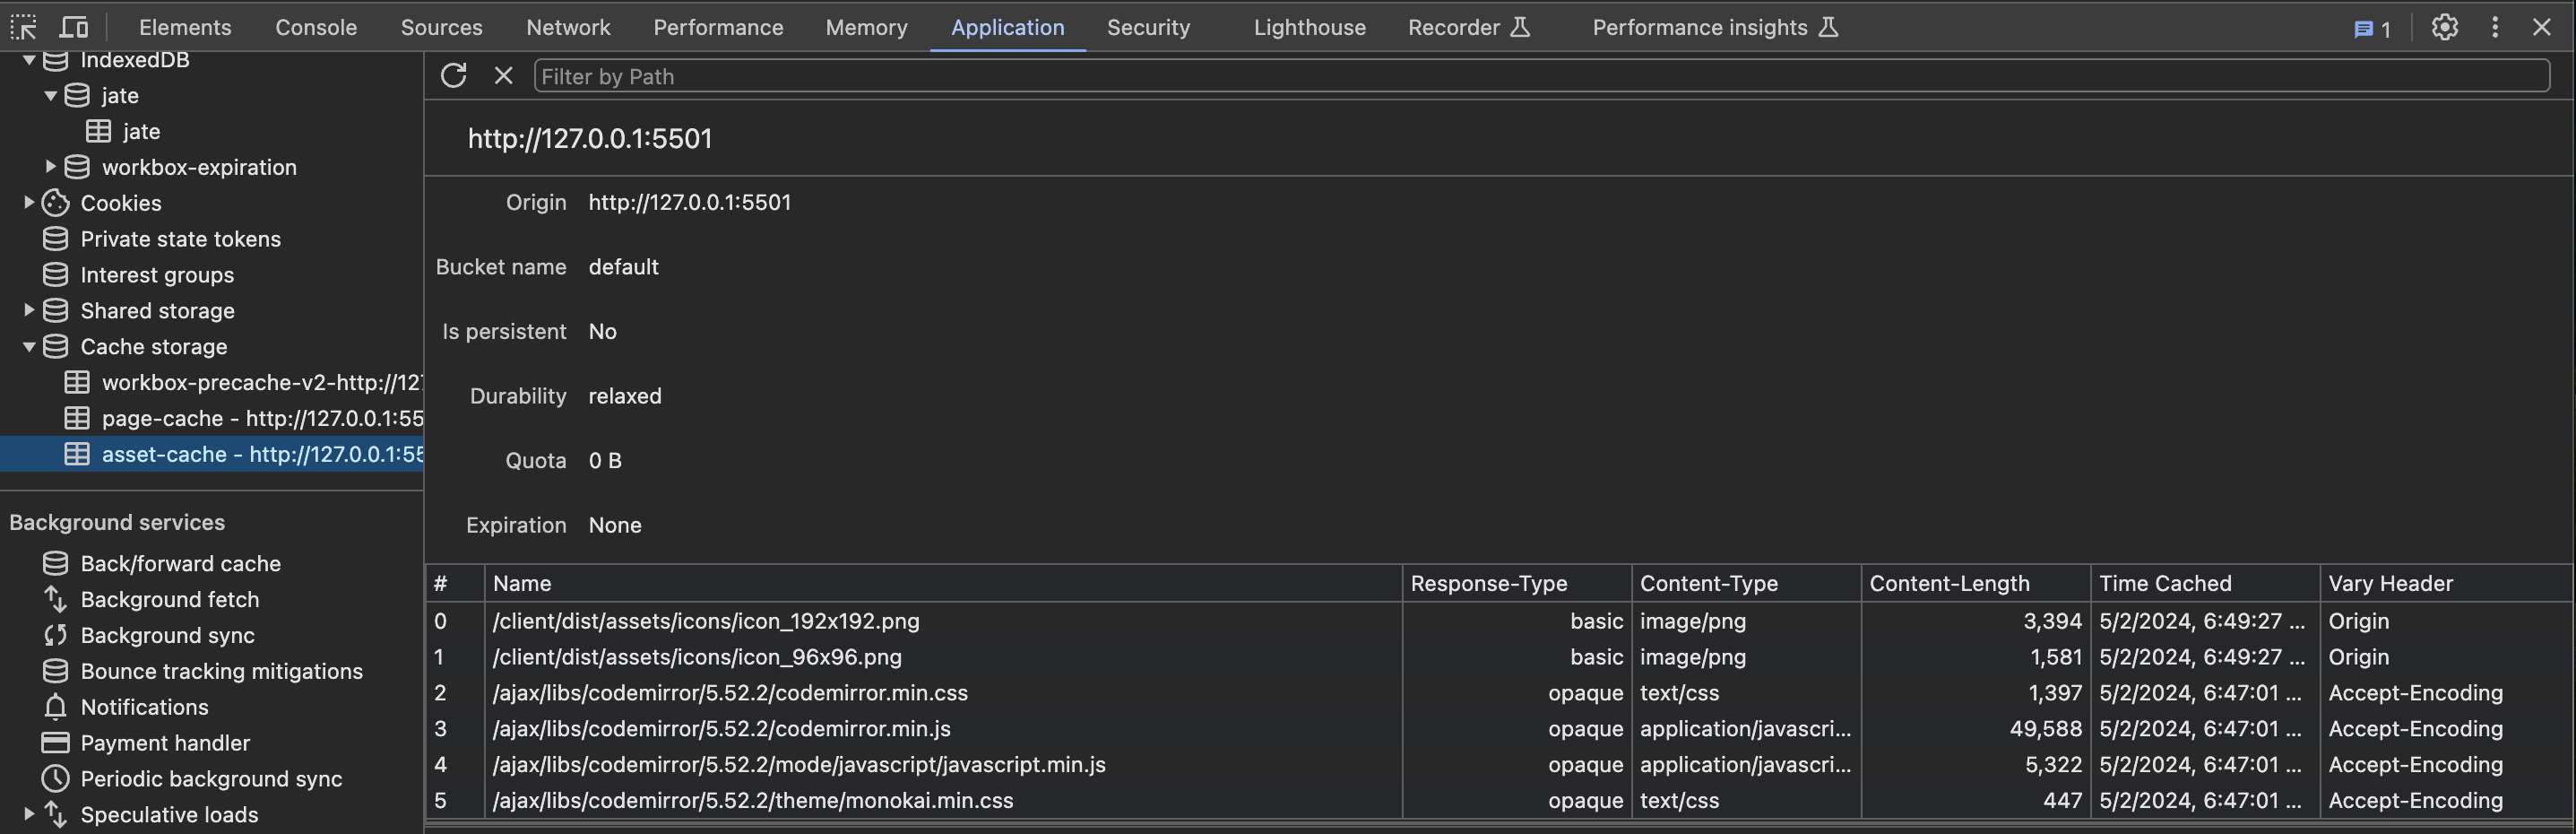 Elements Console Sources Network Performance Memory Application Security Lighthouse Recorder Performance insights 1
IndexedDB
jate
jate
workbox-expiration
Cookies
Private state tokens
Interest groups
Shared storage
Cache storage
workbox-precache-v2-http://127
page-cache - http://127.0.0.1:55
asset-cache - http://127.0.0.1:55
Background services
Back/forward cache
Background fetch
Background sync
Bounce tracking mitigations
Notifications
Payment handler
Periodic background sync
Speculative loads
Filter by Path
http://127.0.0.1:5501
Origin http://127.0.0.1:5501
Bucket name default
Is persistent No
Durability relaxed
Quota 0 B
Expiration None
# Name Response-Type Content-Type Content-Length Time Cached Vary Header
0 /client/dist/assets/icons/icon_192x192.png basic image/png 3,394 5/2/2024, 6:49:27 ... Origin
1 /client/dist/assets/icons/icon_96x96.png basic image/png 1,581 5/2/2024, 6:49:27 ... Origin
2 /ajax/libs/codemirror/5.52.2/codemirror.min.css opaque text/css 1,397 5/2/2024, 6:47:01 ... Accept-Encoding
3 /ajax/libs/codemirror/5.52.2/codemirror.min.js opaque application/javascri... 49,588 5/2/2024, 6:47:01 ... Accept-Encoding
4 /ajax/libs/codemirror/5.52.2/mode/javascript/javascript.min.js opaque application/javascri... 5,322 5/2/2024, 6:47:01 ... Accept-Encoding
5 /ajax/libs/codemirror/5.52.2/theme/monokai.min.css opaque text/css 447 5/2/2024, 6:47:01 ... Accept-Encoding